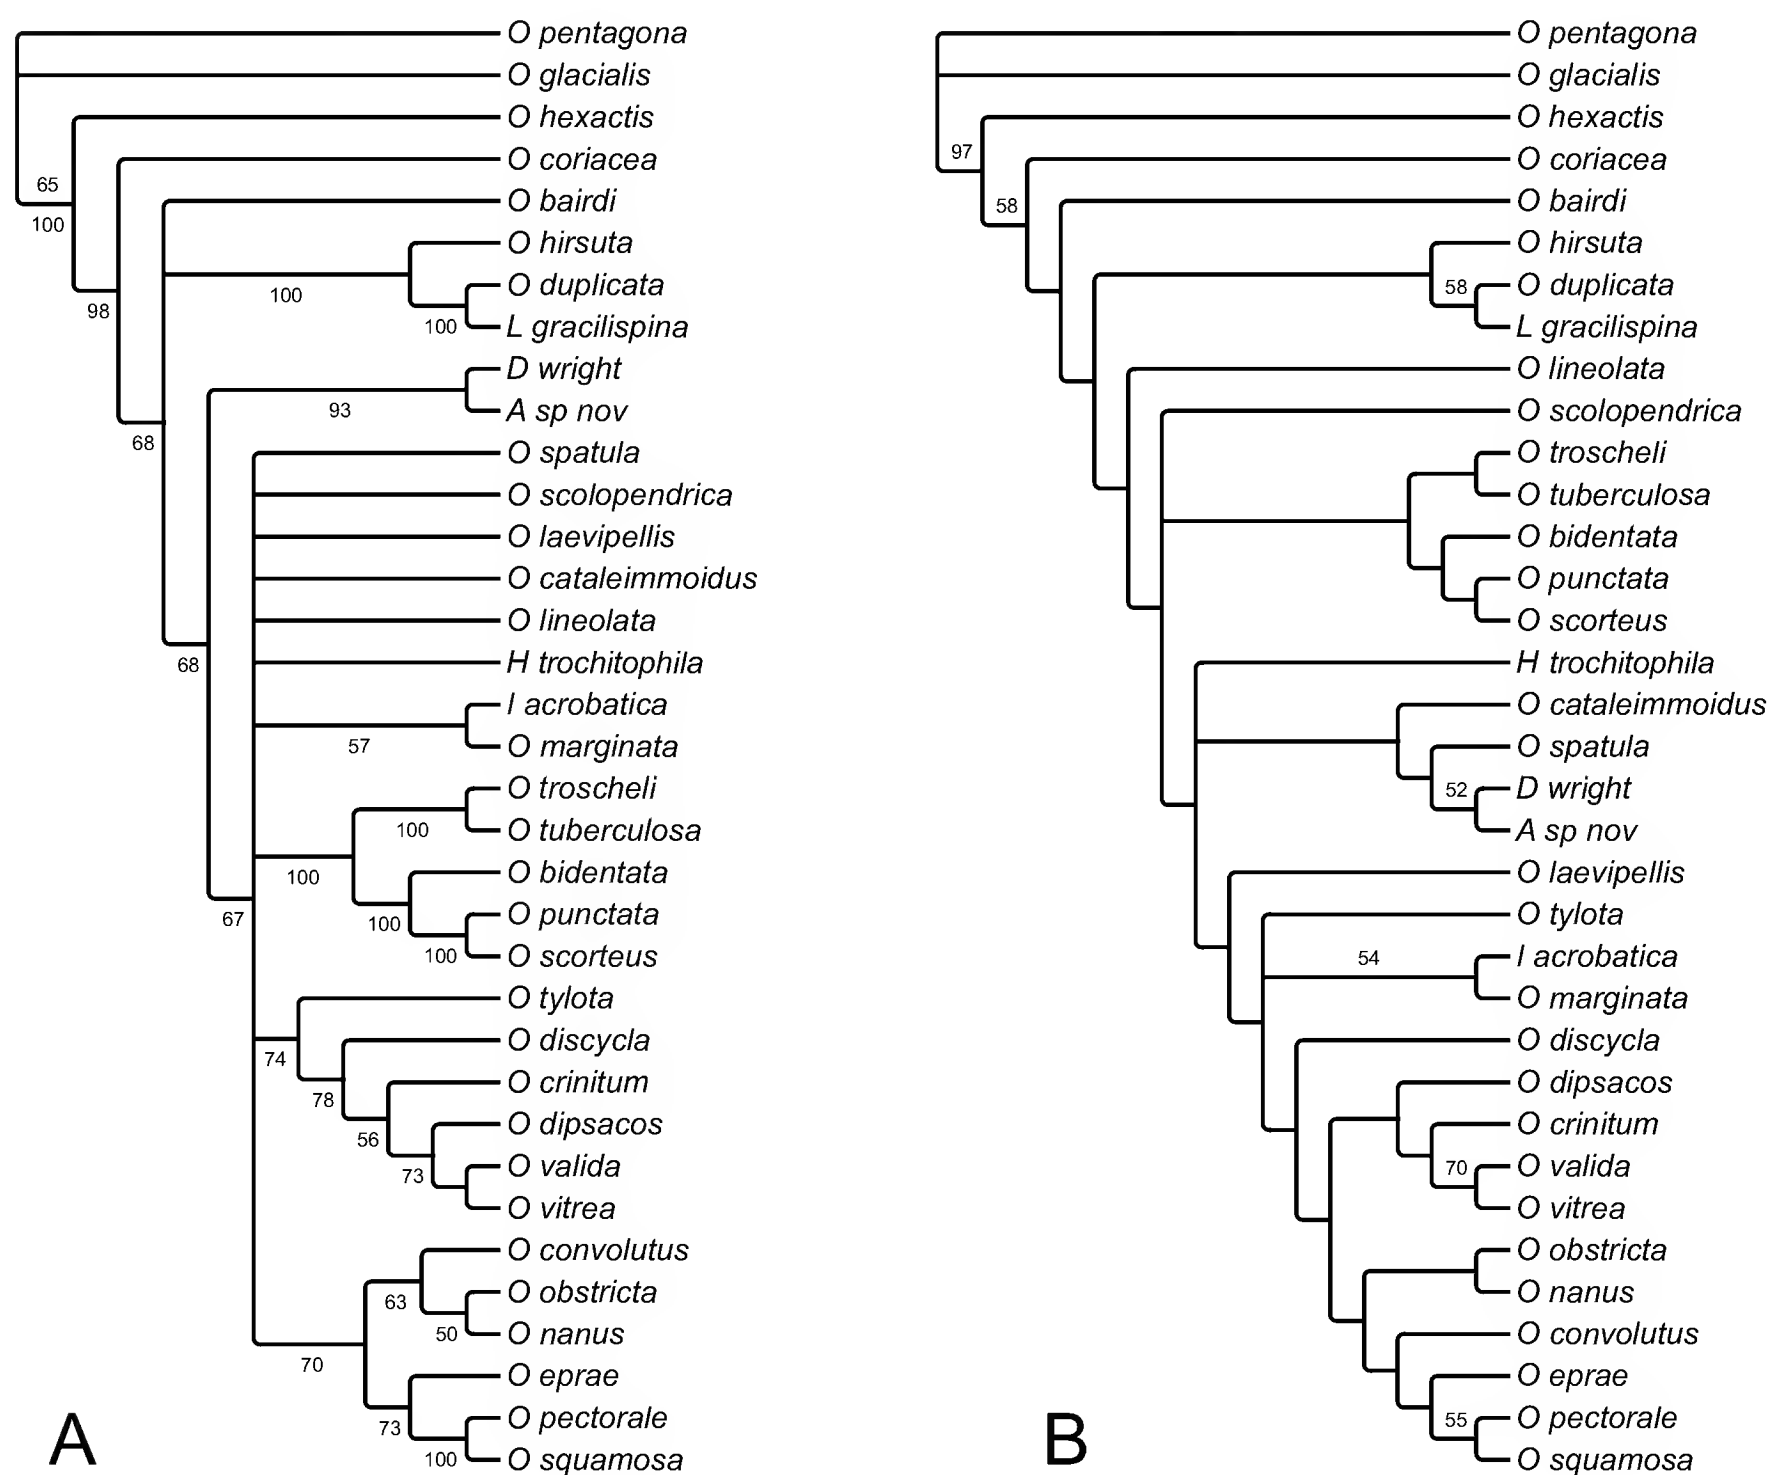 O pentagona
O glacialis
O hexactis
O coriacea
65
O bairdi
100
O hirsuta
O duplicata
100
98
L gracilispina
100
D wright
A sp nov
93
68
O spatula
O scolopendrica
O laevipellis
O cataleimmoidus
O lineolata
H trochitophila
68
I acrobatica
O marginata
57
O troscheli
O tuberculosa
100
O bidentata
100
O punctata
67
100
O scorteus
100
O tylota
O discycla
74
O crinitum
78
O dipsacos
56
O valida
73
O vitrea
O convolutus
O obstricta
63
O nanus
50
70
O eprae
O pectorale
73
O squamosa
100
A
O pentagona
O glacialis
O hexactis
97
O coriacea
O bairdi
58
O hirsuta
O duplicata
58
L gracilispina
O lineolata
O scolopendrica
O troscheli
O tuberculosa
O bidentata
O punctata
O scorteus
H trochitophila
O cataleimmoidus
O spatula
D wright
52
A sp nov
O laevipellis
O tylota
I acrobatica
54
O marginata
O discycla
O dipsacos
O crinitum
O valida
70
O vitrea
O obstricta
O nanus
O convolutus
O eprae
O pectorale
55
O squamosa
B